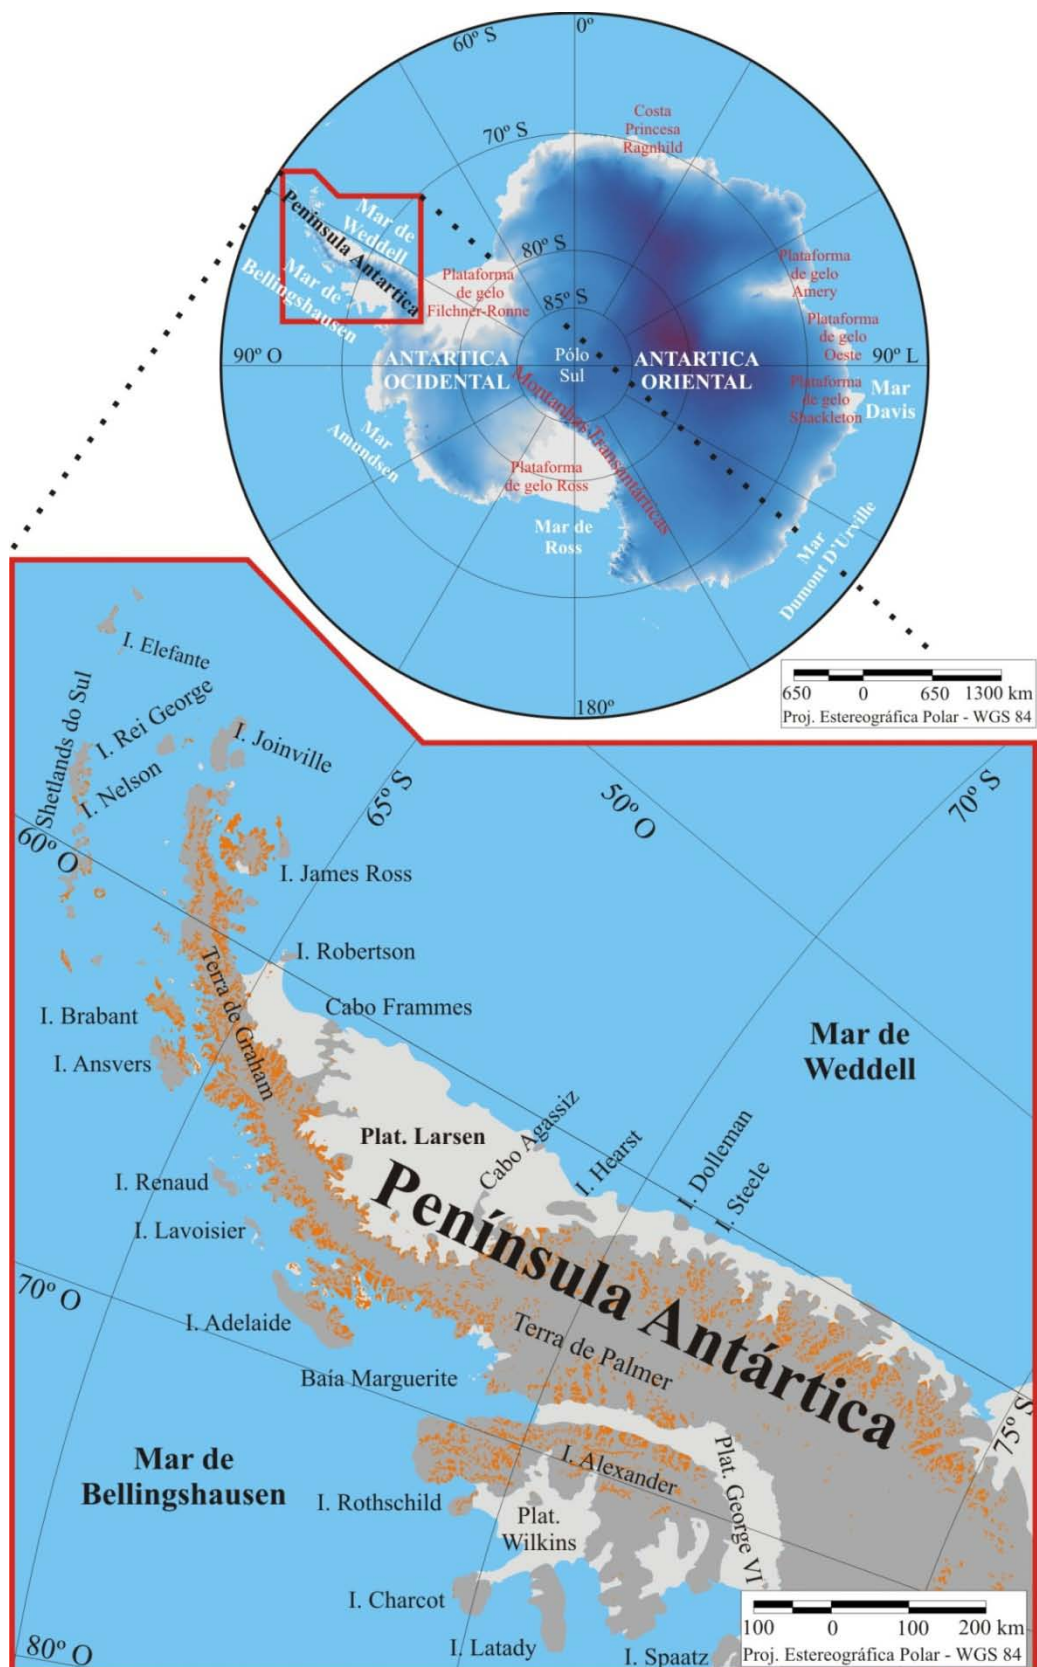 0º
60º S
Costa
Princesa
Ragnhild
70º S
Mar de
Weddell
Península Antartica
80º S
Plataforma
de gelo
Filchner-Ronne
Plataforma
de gelo
Amery
Mar de
Bellingshausen
85º S
Plataforma
de gelo
Oeste
90º O
ANTARTICA
OCIDENTAL
Pólo
Sul
ANTARTICA
ORIENTAL
90º L
Plataforma
de gelo
Shackleton
Mar
Davis
Montanhas Transantárticas
Mar
Amundsen
Plataforma
de gelo Ross
Mar de
Ross
Mar
Dumont D'Urville
180º
650 0 650 1300 km
Proj. Estereográfica Polar - WGS 84
I. Elefante
Shetlands do Sul
I. Rei George
I. Nelson
I. Joinville
60º O
65º S
50º O
70º S
I. James Ross
I. Robertson
Terra de Graham
Cabo Frammes
I. Brabant
I. Ansvers
Mar de
Weddell
Plat. Larsen
Cabo Agassiz
I. Hearst
I. Dolleman
I. Steele
I. Renaud
I. Lavoisier
Península Antártica
70º O
I. Adelaide
Terra de Palmer
Baía Marguerite
75º S
Mar de
Bellingshausen
I. Alexander
Plat. George VI
I. Rothschild
Plat.
Wilkins
I. Charcot
I. Latady
I. Spaatz
80º O
100 0 100 200 km
Proj. Estereográfica Polar - WGS 84